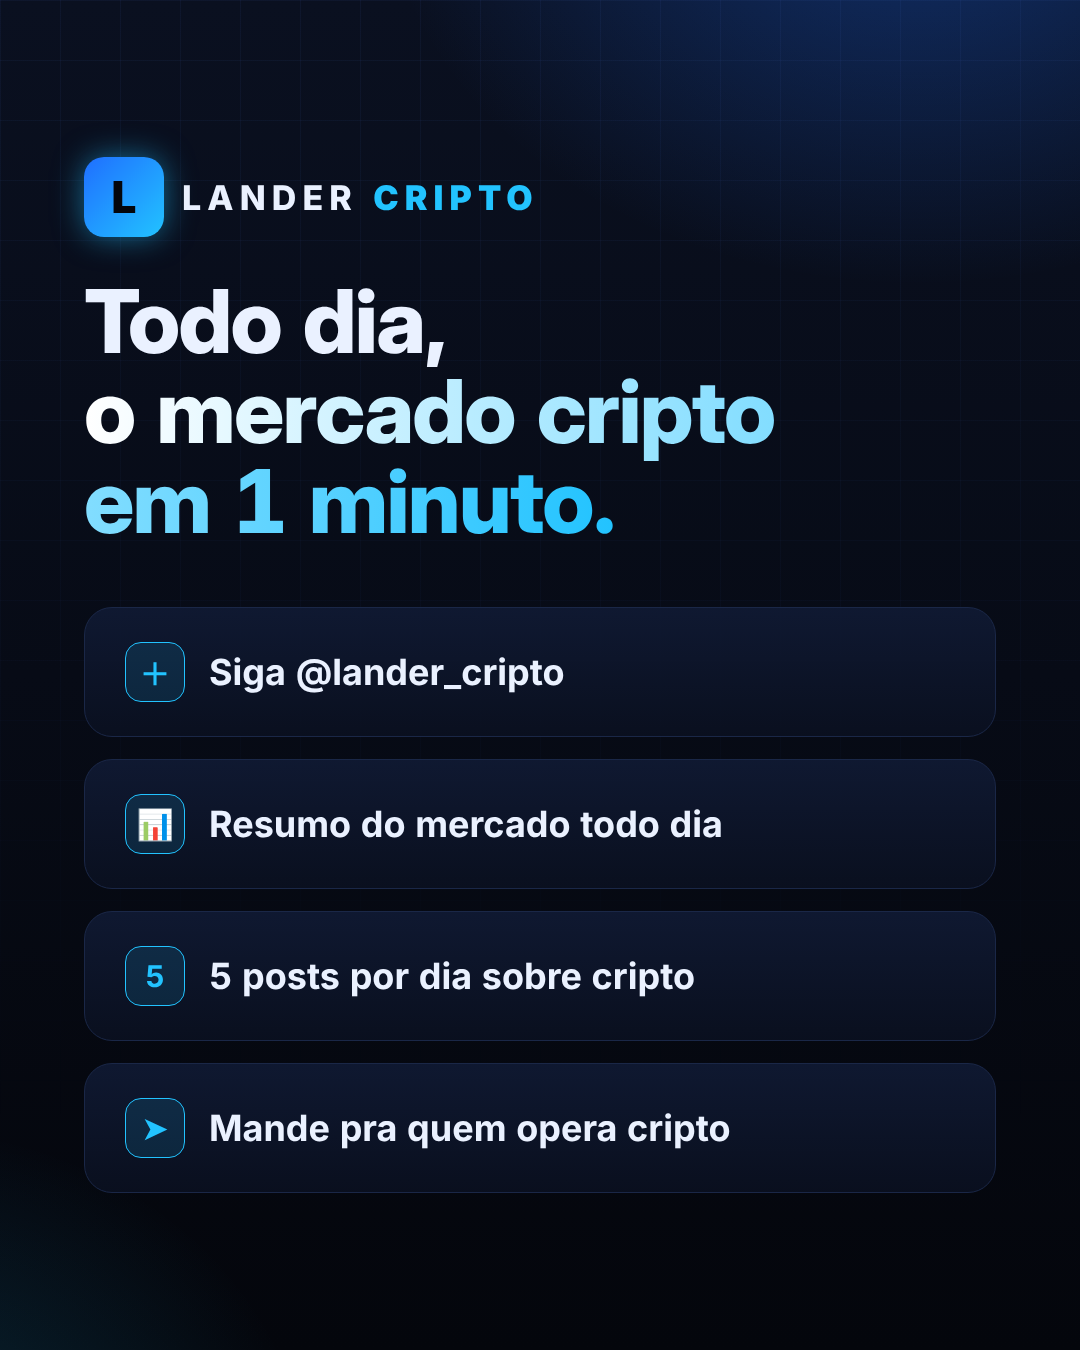 L
LANDER CRIPTO
Todo dia,
o mercado cripto
em 1 minuto.
+ Siga @lander_cripto
📊 Resumo do mercado todo dia
5 5 posts por dia sobre cripto
➤ Mande pra quem opera cripto